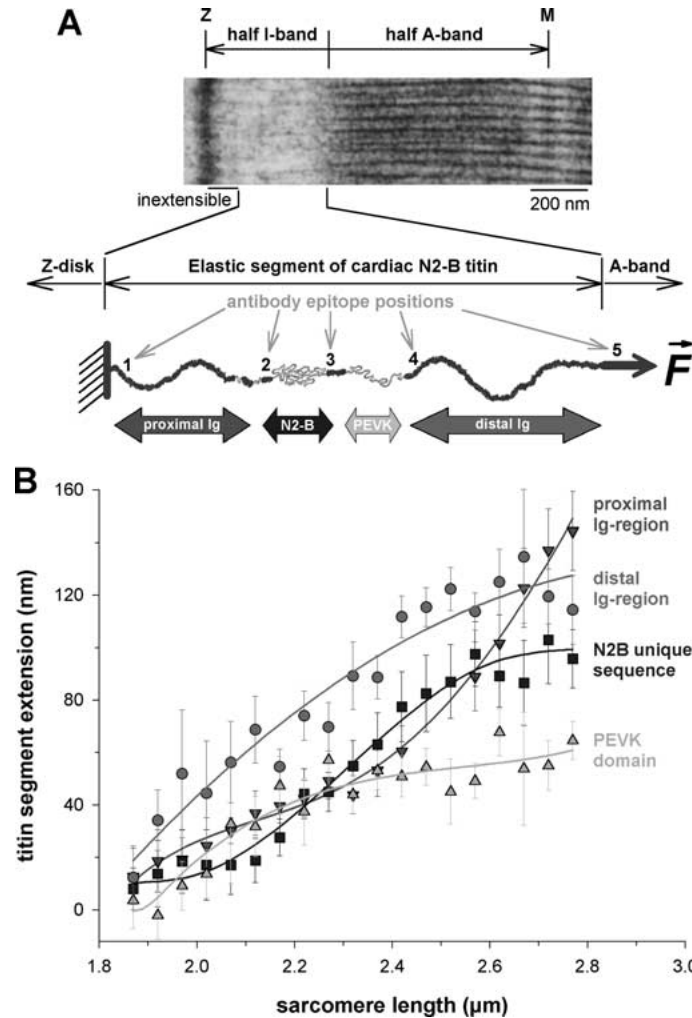 A
Z
M
half I-band
half A-band
inextensible
200 nm
Z-disk
Elastic segment of cardiac N2-B titin
A-band
antibody epitope positions
1
2
3
4
5
F
proximal Ig
N2-B
PEVK
distal Ig
B
160
120
80
40
0
titin segment extension (nm)
proximal
Ig-region
distal
Ig-region
N2B unique
sequence
PEVK
domain
1.8
2.0
2.2
2.4
2.6
2.8
3.0
sarcomere length (µm)